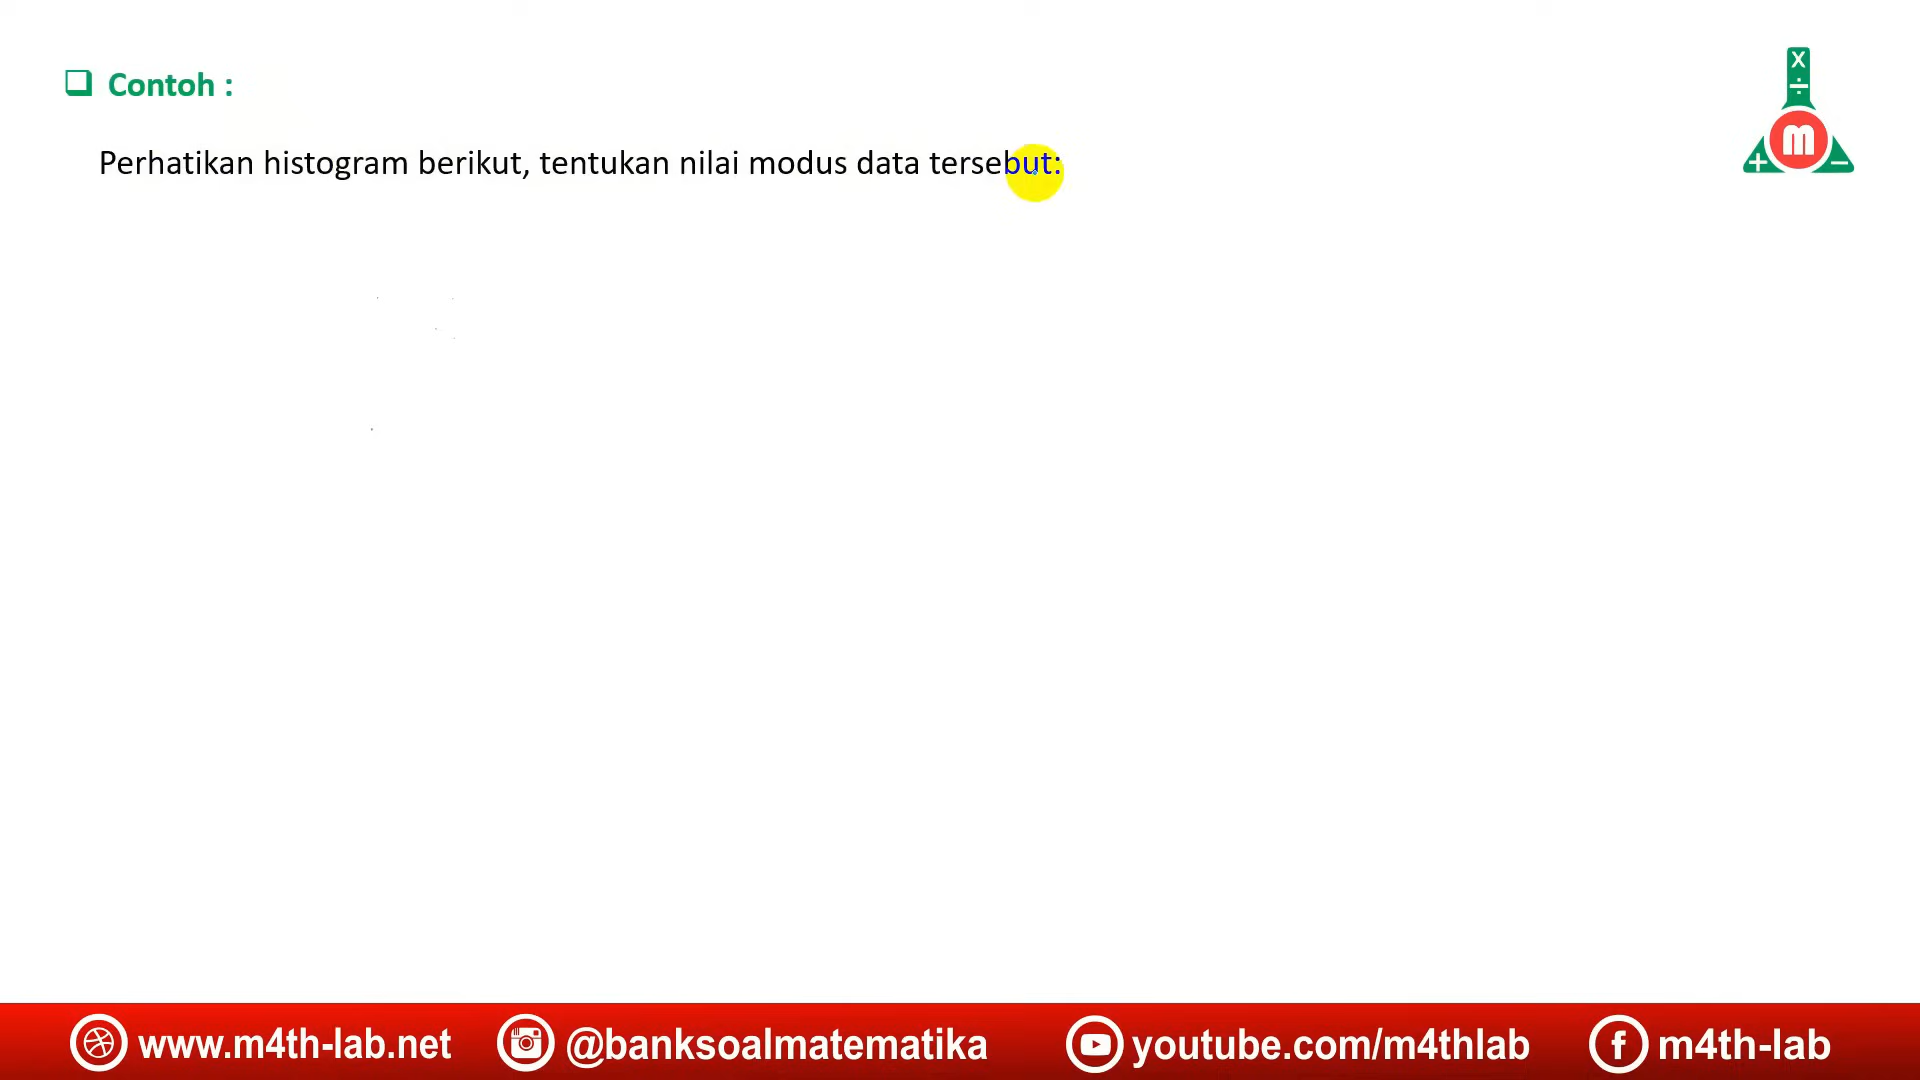 Contoh :
Perhatikan histogram berikut, tentukan nilai modus data tersebut:
X
÷
m
+ −
www.m4th-lab.net @banksoalmatematika youtube.com/m4thlab m4th-lab